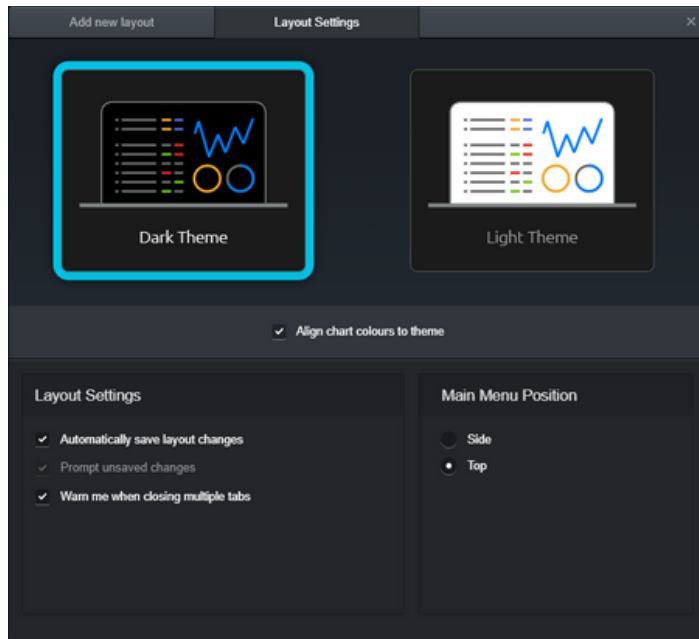 Add new layout
Layout Settings
×
Dark Theme
Light Theme
Align chart colours to theme
Layout Settings
Automatically save layout changes
Prompt unsaved changes
Warn me when closing multiple tabs
Main Menu Position
Side
Top